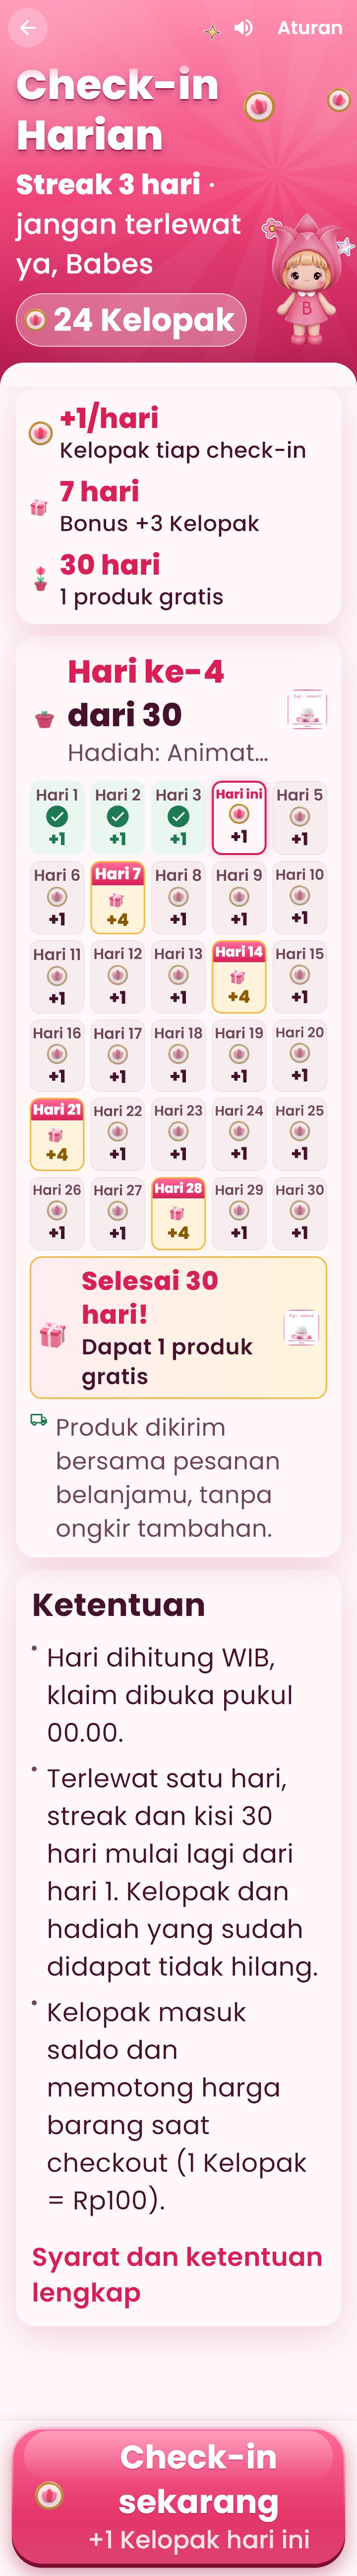 Aturan
Check-in
Harian
Streak 3 hari ·
jangan terlewat
ya, Babes
24 Kelopak
B
+1/hari
Kelopak tiap check-in
7 hari
Bonus +3 Kelopak
30 hari
1 produk gratis
Hari ke-4
dari 30
Hadiah: Animat...
Hari 1 Hari 2 Hari 3 Hari ini Hari 5
+1 +1 +1 +1 +1
Hari 6 Hari 7 Hari 8 Hari 9 Hari 10
+1 +4 +1 +1 +1
Hari 11 Hari 12 Hari 13 Hari 14 Hari 15
+1 +1 +1 +4 +1
Hari 16 Hari 17 Hari 18 Hari 19 Hari 20
+1 +1 +1 +1 +1
Hari 21 Hari 22 Hari 23 Hari 24 Hari 25
+4 +1 +1 +1 +1
Hari 26 Hari 27 Hari 28 Hari 29 Hari 30
+1 +1 +4 +1 +1
Selesai 30
hari!
Dapat 1 produk
gratis
Produk dikirim
bersama pesanan
belanjamu, tanpa
ongkir tambahan.
Ketentuan
• Hari dihitung WIB,
klaim dibuka pukul
00.00.
• Terlewat satu hari,
streak dan kisi 30
hari mulai lagi dari
hari 1. Kelopak dan
hadiah yang sudah
didapat tidak hilang.
• Kelopak masuk
saldo dan
memotong harga
barang saat
checkout (1 Kelopak
= Rp100).
Syarat dan ketentuan
lengkap
Check-in
sekarang
+1 Kelopak hari ini